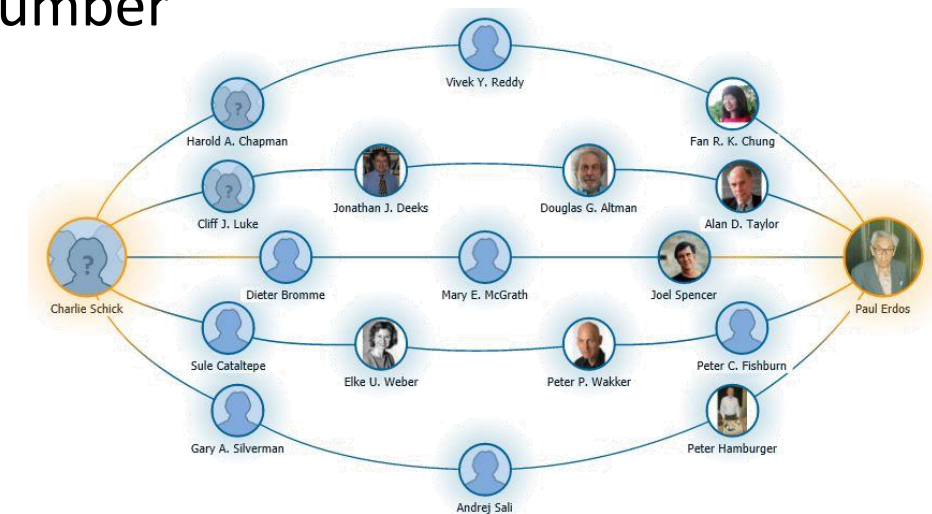 umber
Vivek Y. Reddy
Harold A. Chapman
Fan R. K. Chung
Jonathan J. Deeks
Douglas G. Altman
Cliff J. Luke
Alan D. Taylor
Dieter Bromme
Mary E. McGrath
Joel Spencer
Charlie Schick
Paul Erdos
Sule Cataltepe
Peter C. Fishburn
Elke U. Weber
Peter P. Wakker
Gary A. Silverman
Peter Hamburger
Andrej Sali